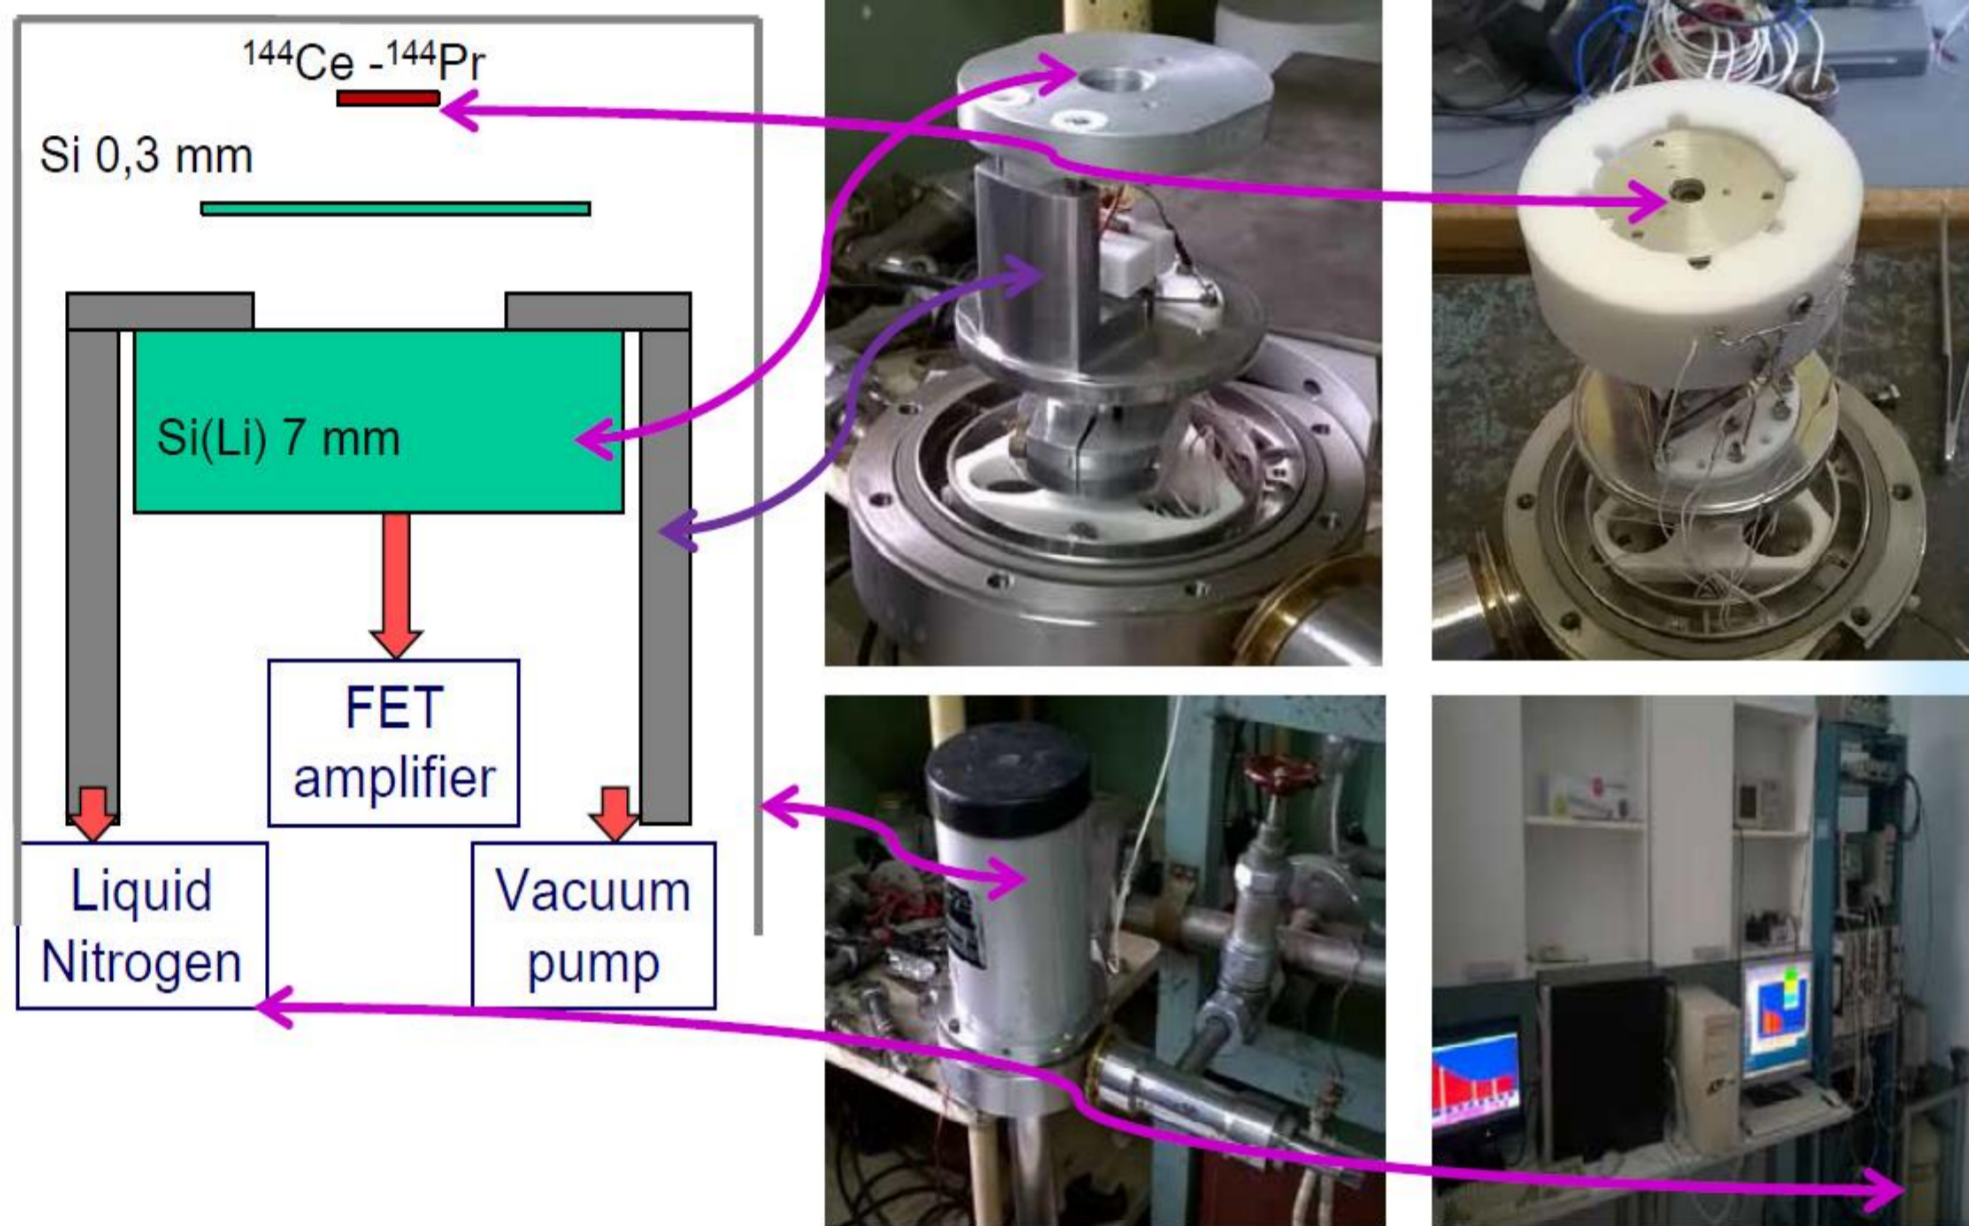 ¹⁴⁴Ce -¹⁴⁴Pr
Si 0,3 mm
Si(Li) 7 mm
FET
amplifier
Liquid
Nitrogen
Vacuum
pump